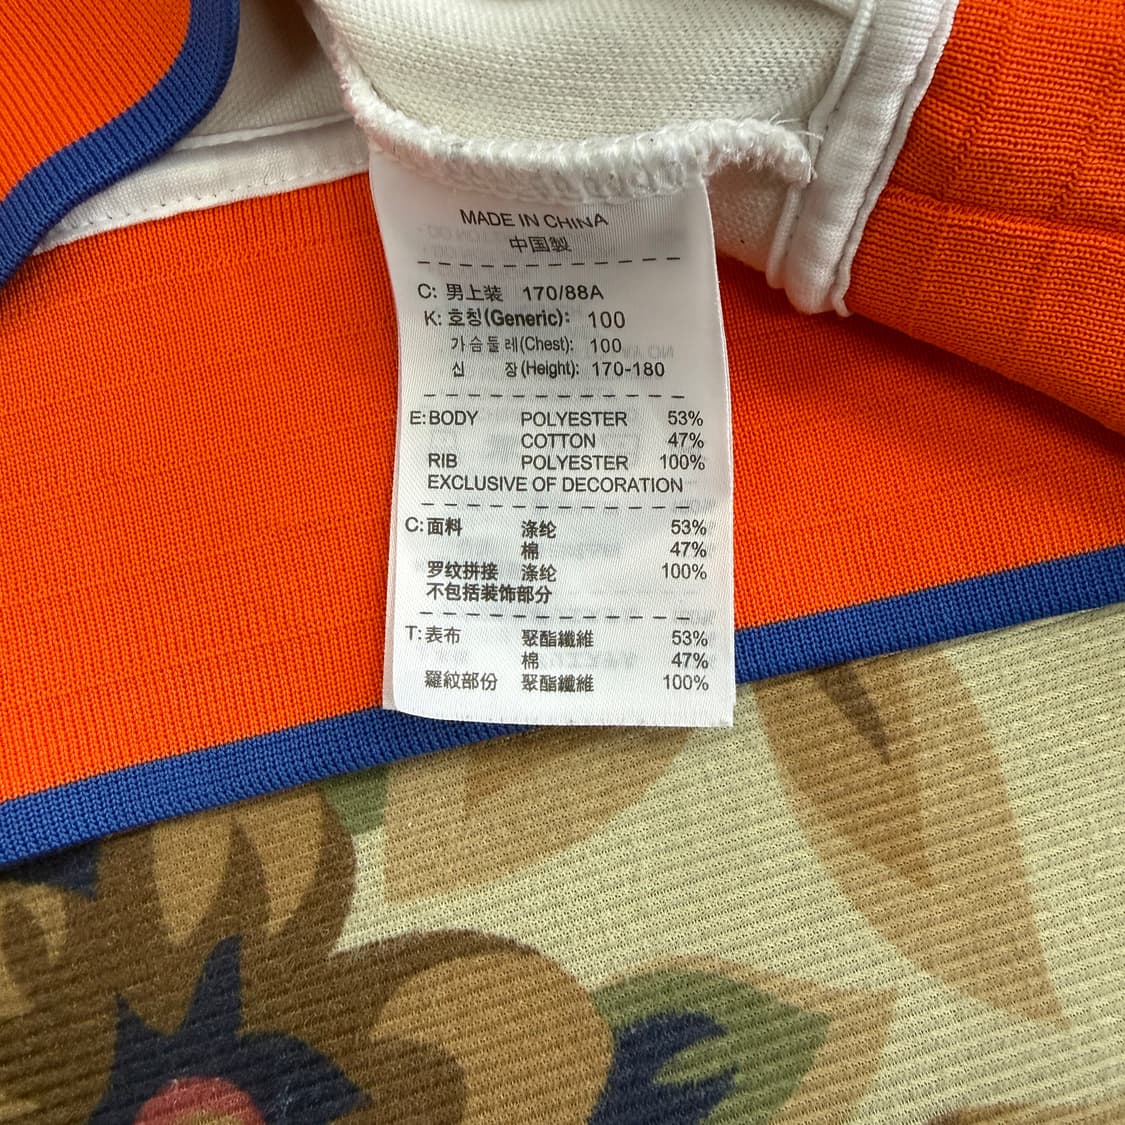 MADE IN CHINA
中国製
C: 男上装 170/88A
K: 호칭(Generic): 100
가슴둘레(Chest): 100
신 장(Height): 170-180
E: BODY POLYESTER 53%
COTTON 47%
RIB POLYESTER 100%
EXCLUSIVE OF DECORATION
C: 面料 涤纶 53%
棉 47%
罗纹拼接 涤纶 100%
不包括装饰部分
T: 表布 聚酯纖維 53%
棉 47%
羅紋部份 聚酯纖維 100%